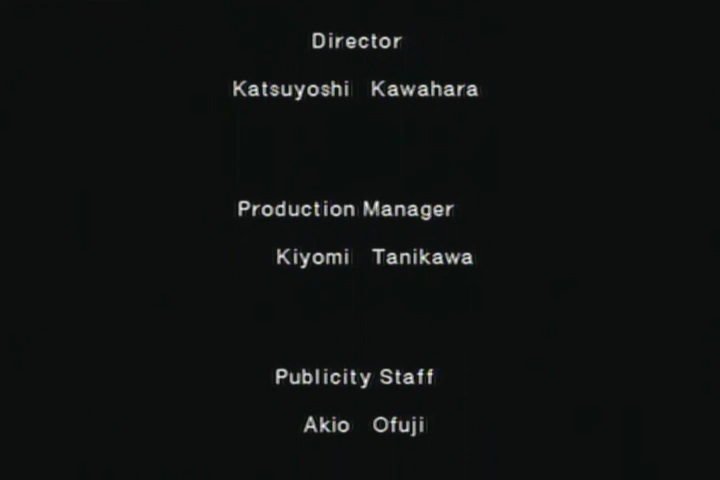 Director
Katsuyoshi Kawahara
Production Manager
Kiyomi Tanikawa
Publicity Staff
Akio Ofuji